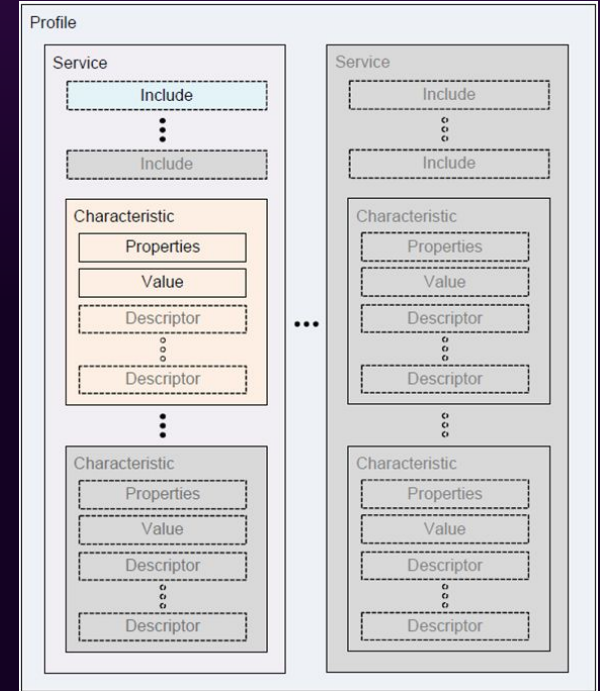 Profile
Service
Include
Include
Characteristic
Properties
Value
Descriptor
Descriptor
Characteristic
Properties
Value
Descriptor
Descriptor
Service
Include
Include
Characteristic
Properties
Value
Descriptor
Descriptor
Characteristic
Properties
Value
Descriptor
Descriptor